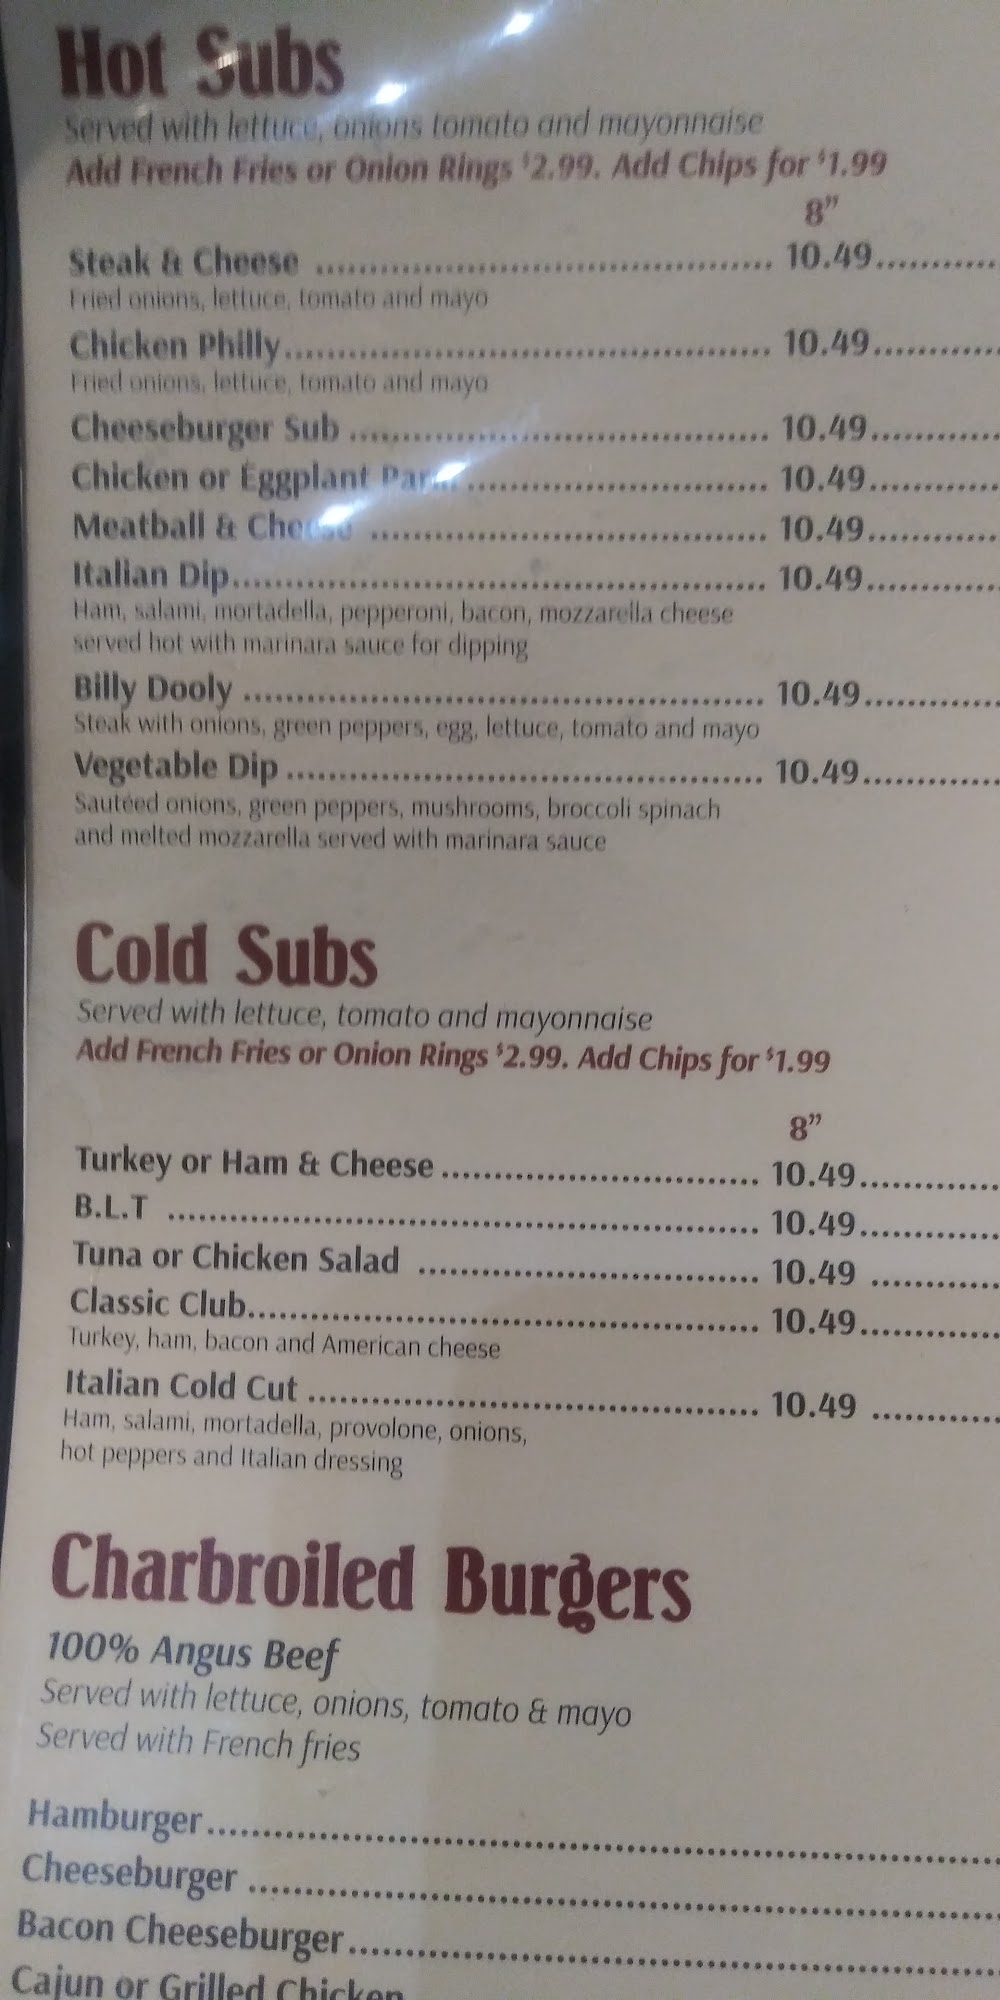 Hot Subs
Served with lettuce, onions tomato and mayonnaise
Add French Fries or Onion Rings $2.99. Add Chips for $1.99
8”
Steak & Cheese .......... 10.49..........
Fried onions, lettuce, tomato and mayo
Chicken Philly.......... 10.49..........
Fried onions, lettuce, tomato and mayo
Cheeseburger Sub .......... 10.49..........
Chicken or Eggplant Parm .......... 10.49..........
Meatball & Cheese .......... 10.49..........
Italian Dip.......... 10.49..........
Ham, salami, mortadella, pepperoni, bacon, mozzarella cheese
served hot with marinara sauce for dipping
Billy Dooly .......... 10.49..........
Steak with onions, green peppers, egg, lettuce, tomato and mayo
Vegetable Dip .......... 10.49..........
Sautéed onions, green peppers, mushrooms, broccoli spinach
and melted mozzarella served with marinara sauce
Cold Subs
Served with lettuce, tomato and mayonnaise
Add French Fries or Onion Rings $2.99. Add Chips for $1.99
8”
Turkey or Ham & Cheese .......... 10.49..........
B.L.T .......... 10.49..........
Tuna or Chicken Salad .......... 10.49 ..........
Classic Club.......... 10.49..........
Turkey, ham, bacon and American cheese
Italian Cold Cut .......... 10.49 ..........
Ham, salami, mortadella, provolone, onions,
hot peppers and Italian dressing
Charbroiled Burgers
100% Angus Beef
Served with lettuce, onions, tomato & mayo
Served with French fries
Hamburger..........
Cheeseburger ..........
Bacon Cheeseburger..........
Cajun or Grilled Chicken